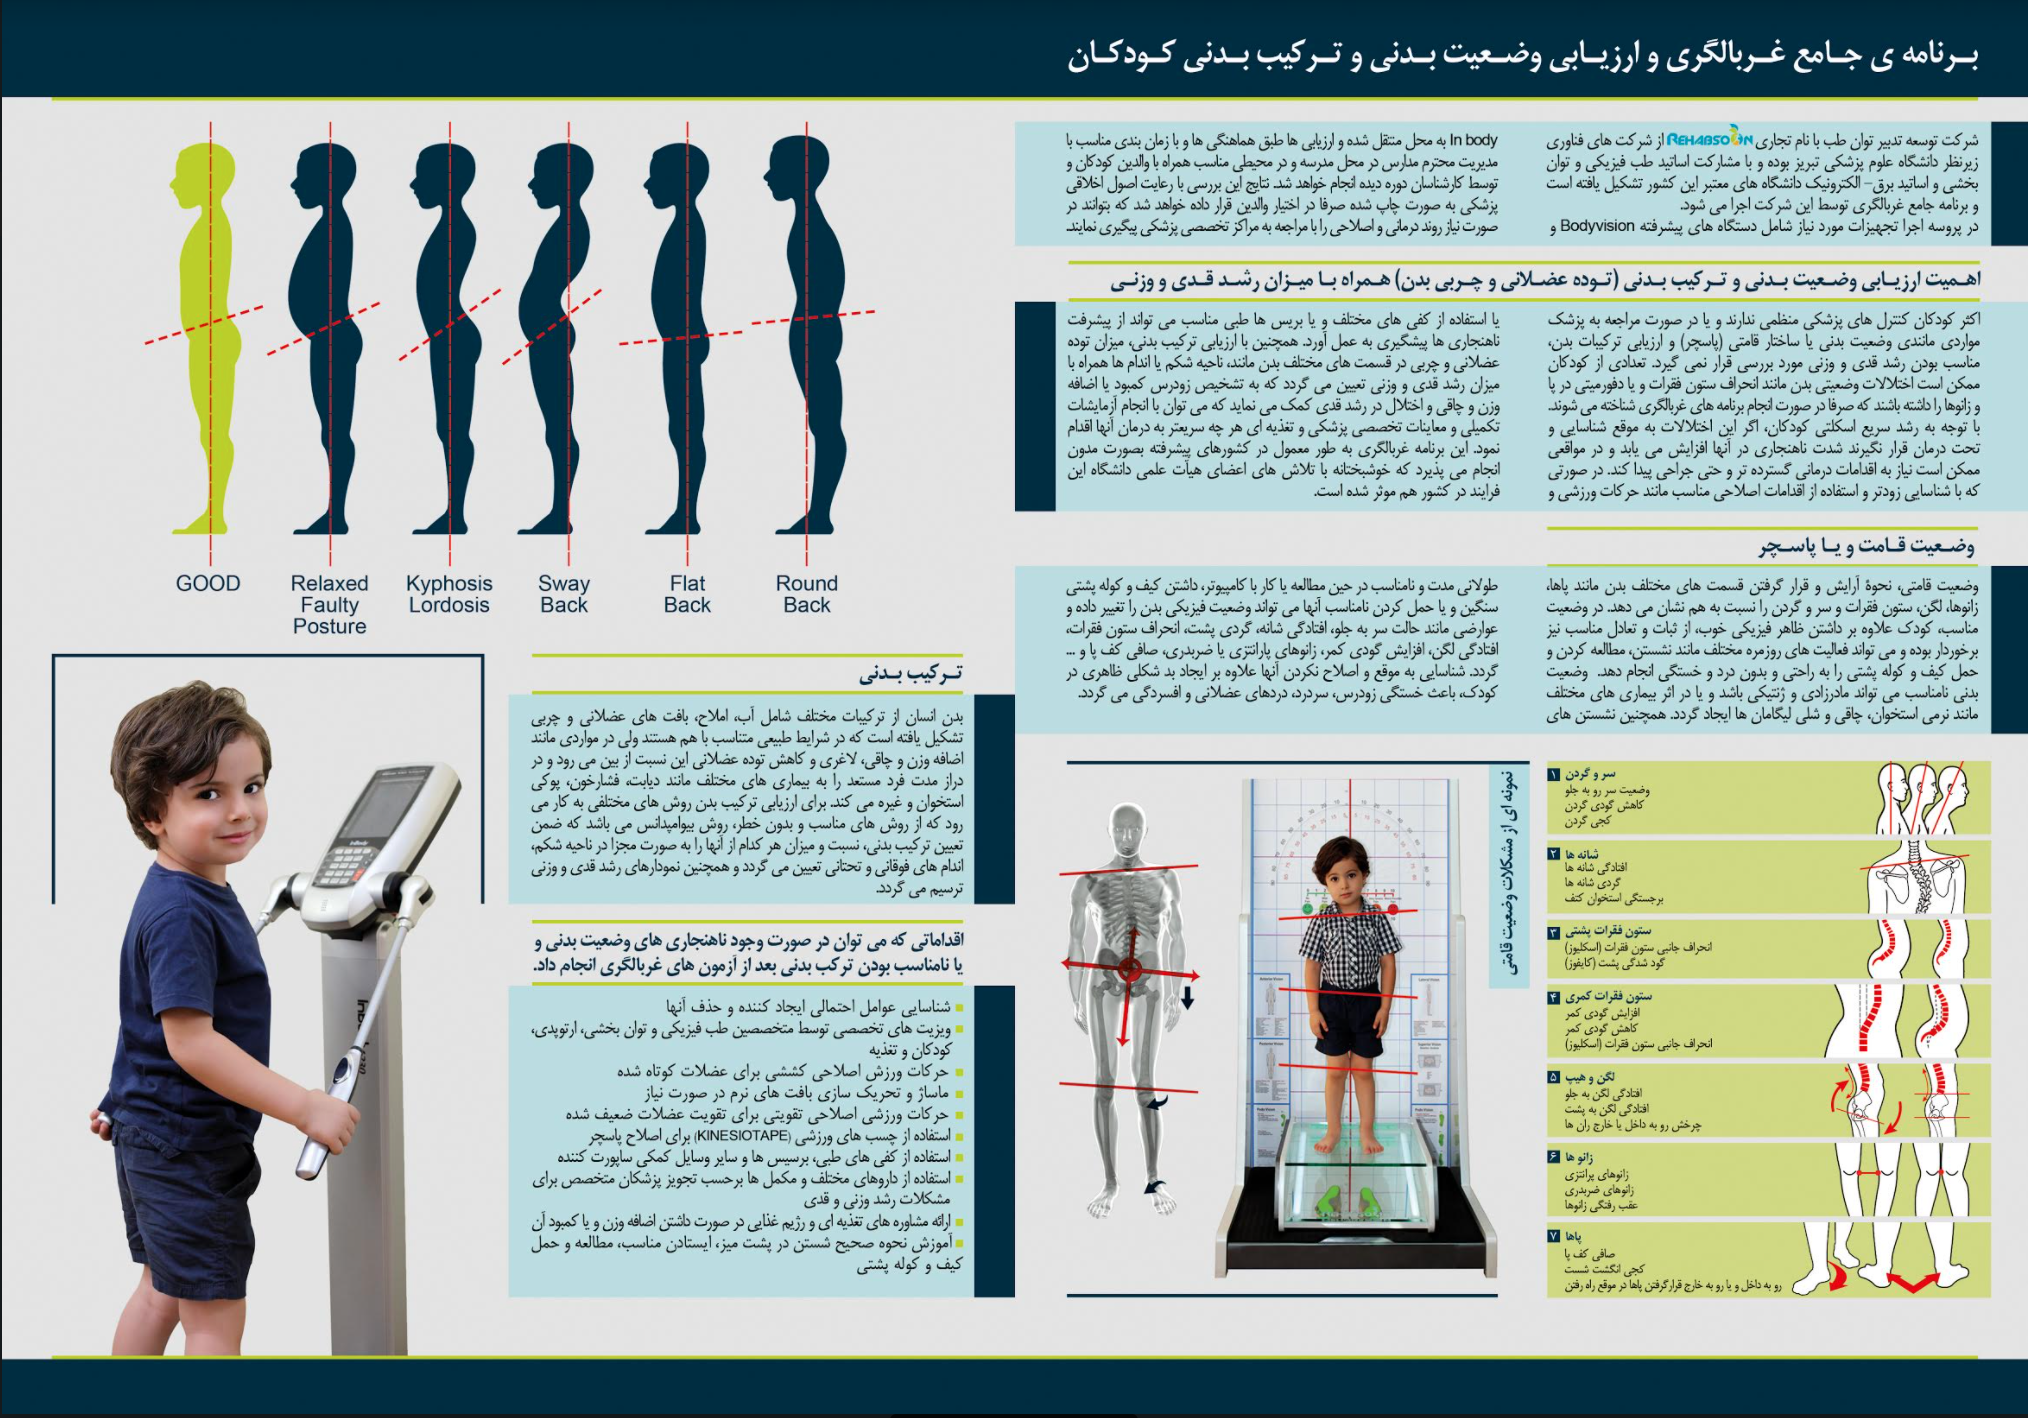 بـرنامه ی جـامع غـربالگری و ارزیـابی وضـعیت بـدنی و تـرکیب بـدنی کـودکـان
شرکت توسعه تدبیر توان طب با نام تجاری REHABSOON از شرکت های فناوری
زیرنظر دانشگاه علوم پزشکی تبریز بوده و با مشارکت اساتید طب فیزیکی و توان
بخشی و اساتید برق- الکترونیک دانشگاه های معتبر این کشور تشکیل یافته است
و برنامه جامع غربالگری توسط این شرکت اجرا می شود.
در پروسه اجرا تجهیزات مورد نیاز شامل دستگاه های پیشرفته Bodyvision و
In body به محل منتقل شده و ارزیابی ها طبق هماهنگی ها و با زمان بندی مناسب با
مدیریت محترم مدارس در محل مدرسه و در محیطی مناسب همراه با والدین کودکان و
توسط کارشناسان دوره دیده انجام خواهد شد. نتایج این بررسی با رعایت اصول اخلاقی
پزشکی به صورت چاپ شده صرفا در اختیار والدین قرار داده خواهد شد که بتوانند در
صورت نیاز روند درمانی و اصلاحی را با مراجعه به مراکز تخصصی پزشکی پیگیری نمایند.
اهـمیت ارزیـابی وضـعیت بـدنی و تـرکیب بـدنی (تـوده عضـلانی و چـربی بدن) هـمراه بـا میـزان رشـد قـدی و وزنـی
اکثر کودکان کنترل های پزشکی منظمی ندارند و یا در صورت مراجعه به پزشک
مواردی مانندی وضعیت بدنی یا ساختار قامتی (پاسچر) و ارزیابی ترکیبات بدن،
مناسب بودن رشد قدی و وزنی مورد بررسی قرار نمی گیرد. تعدادی از کودکان
ممکن است اختلالات وضعیتی بدن مانند انحراف ستون فقرات و یا دفورمیتی در پا
و زانوها را داشته باشند که صرفا در صورت انجام برنامه های غربالگری شناخته می شوند.
با توجه به رشد سریع اسکلتی کودکان، اگر این اختلالات به موقع شناسایی و
تحت درمان قرار نگیرند شدت ناهنجاری در آنها افزایش می یابد و در مواقعی
ممکن است نیاز به اقدامات درمانی گسترده تر و حتی جراحی پیدا کند. در صورتی
که با شناسایی زودتر و استفاده از اقدامات اصلاحی مناسب مانند حرکات ورزشی و
یا استفاده از کفی های مختلف و یا بریس ها طبی مناسب می تواند از پیشرفت
ناهنجاری ها پیشگیری به عمل آورد. همچنین با ارزیابی ترکیب بدنی، میزان توده
عضلانی و چربی در قسمت های مختلف بدن مانند، ناحیه شکم یا اندام ها همراه با
میزان رشد قدی و وزنی تعیین می گردد که به تشخیص زودرس کمبود یا اضافه
وزن و چاقی و اختلال در رشد قدی کمک می نماید که می توان با انجام آزمایشات
تکمیلی و معاینات تخصصی پزشکی و تغذیه ای هر چه سریعتر به درمان آنها اقدام
نمود. این برنامه غربالگری به طور معمول در کشورهای پیشرفته بصورت مدون
انجام می پذیرد که خوشبختانه با تلاش های اعضای هیأت علمی دانشگاه این
فرایند در کشور هم موثر شده است.
وضـعیت قـامت و یـا پاسـچر
وضعیت قامتی، نحوۀ آرایش و قرار گرفتن قسمت های مختلف بدن مانند پاها،
زانوها، لگن، ستون فقرات و سر و گردن را نسبت به هم نشان می دهد. در وضعیت
مناسب، کودک علاوه بر داشتن ظاهر فیزیکی خوب، از ثبات و تعادل مناسب نیز
برخوردار بوده و می تواند فعالیت های روزمره مختلف مانند نشستن، مطالعه کردن و
حمل کیف و کوله پشتی را به راحتی و بدون درد و خستگی انجام دهد. وضعیت
بدنی نامناسب می تواند مادرزادی و ژنتیکی باشد و یا در اثر بیماری های مختلف
مانند نرمی استخوان، چاقی و شلی لیگامان ها ایجاد گردد. همچنین نشستن های
طولانی مدت و نامناسب در حین مطالعه یا کار با کامپیوتر، داشتن کیف و کوله پشتی
سنگین و یا حمل کردن نامناسب آنها می تواند وضعیت فیزیکی بدن را تغییر داده و
عوارضی مانند حالت سر به جلو، افتادگی شانه، گردی پشت، انحراف ستون فقرات،
افتادگی لگن، افزایش گودی کمر، زانوهای پارانتزی یا ضربدری، صافی کف پا و ...
گردد. شناسایی به موقع و اصلاح نکردن آنها علاوه بر ایجاد بد شکلی ظاهری در
کودک، باعث خستگی زودرس، سردرد، دردهای عضلانی و افسردگی می گردد.
۱ سر و گردن
وضعیت سر رو به جلو
کاهش گودی گردن
کجی گردن
۲ شانه ها
افتادگی شانه ها
گردی شانه ها
برجستگی استخوان کتف
۳ ستون فقرات پشتی
انحراف جانبی ستون فقرات (اسکلیوز)
گود شدگی پشت (کایفوز)
۴ ستون فقرات کمری
افزایش گودی کمر
کاهش گودی کمر
انحراف جانبی ستون فقرات (اسکلیوز)
۵ لگن و هیپ
افتادگی لگن به جلو
افتادگی لگن به پشت
چرخش رو به داخل یا خارج ران ها
۶ زانو ها
زانوهای پرانتزی
زانوهای ضربدری
عقب رفتگی زانوها
۷ پاها
صافی کف پا
کجی انگشت شست
رو به داخل و یا رو به خارج قرارگرفتن پاها در موقع راه رفتن
نمونه ای از مشکلات وضعیت قامتی
GOOD
Relaxed
Faulty
Posture
Kyphosis
Lordosis
Sway
Back
Flat
Back
Round
Back
تـرکیب بـدنی
بدن انسان از ترکیبات مختلف شامل آب، املاح، بافت های عضلانی و چربی
تشکیل یافته است که در شرایط طبیعی متناسب با هم هستند ولی در مواردی مانند
اضافه وزن و چاقی، لاغری و کاهش توده عضلانی این نسبت از بین می رود و در
دراز مدت فرد مستعد را به بیماری های مختلف مانند دیابت، فشارخون، پوکی
استخوان و غیره می کند. برای ارزیابی ترکیب بدن روش های مختلفی به کار می
رود که از روش های مناسب و بدون خطر، روش بیوامپدانس می باشد که ضمن
تعیین ترکیب بدنی، نسبت و میزان هر کدام از آنها را به صورت مجزا در ناحیه شکم،
اندام های فوقانی و تحتانی تعیین می گردد و همچنین نمودارهای رشد قدی و وزنی
ترسیم می گردد.
اقداماتی که می توان در صورت وجود ناهنجاری های وضعیت بدنی و
یا نامناسب بودن ترکب بدنی بعد از آزمون های غربالگری انجام داد.
شناسایی عوامل احتمالی ایجاد کننده و حذف آنها
ویزیت های تخصصی توسط متخصصین طب فیزیکی و توان بخشی، ارتوپدی،
کودکان و تغذیه
حرکات ورزش اصلاحی کششی برای عضلات کوتاه شده
ماساژ و تحریک سازی بافت های نرم در صورت نیاز
حرکات ورزشی اصلاحی تقویتی برای تقویت عضلات ضعیف شده
استفاده از چسب های ورزشی (KINESIOTAPE) برای اصلاح پاسچر
استفاده از کفی های طبی، برسیس ها و سایر وسایل کمکی ساپورت کننده
استفاده از داروهای مختلف و مکمل ها برحسب تجویز پزشکان متخصص برای
مشکلات رشد وزنی و قدی
ارائه مشاوره های تغذیه ای و رژیم غذایی در صورت داشتن اضافه وزن و یا کمبود آن
آموزش نحوه صحیح شستن در پشت میز، ایستادن مناسب، مطالعه و حمل
کیف و کوله پشتی